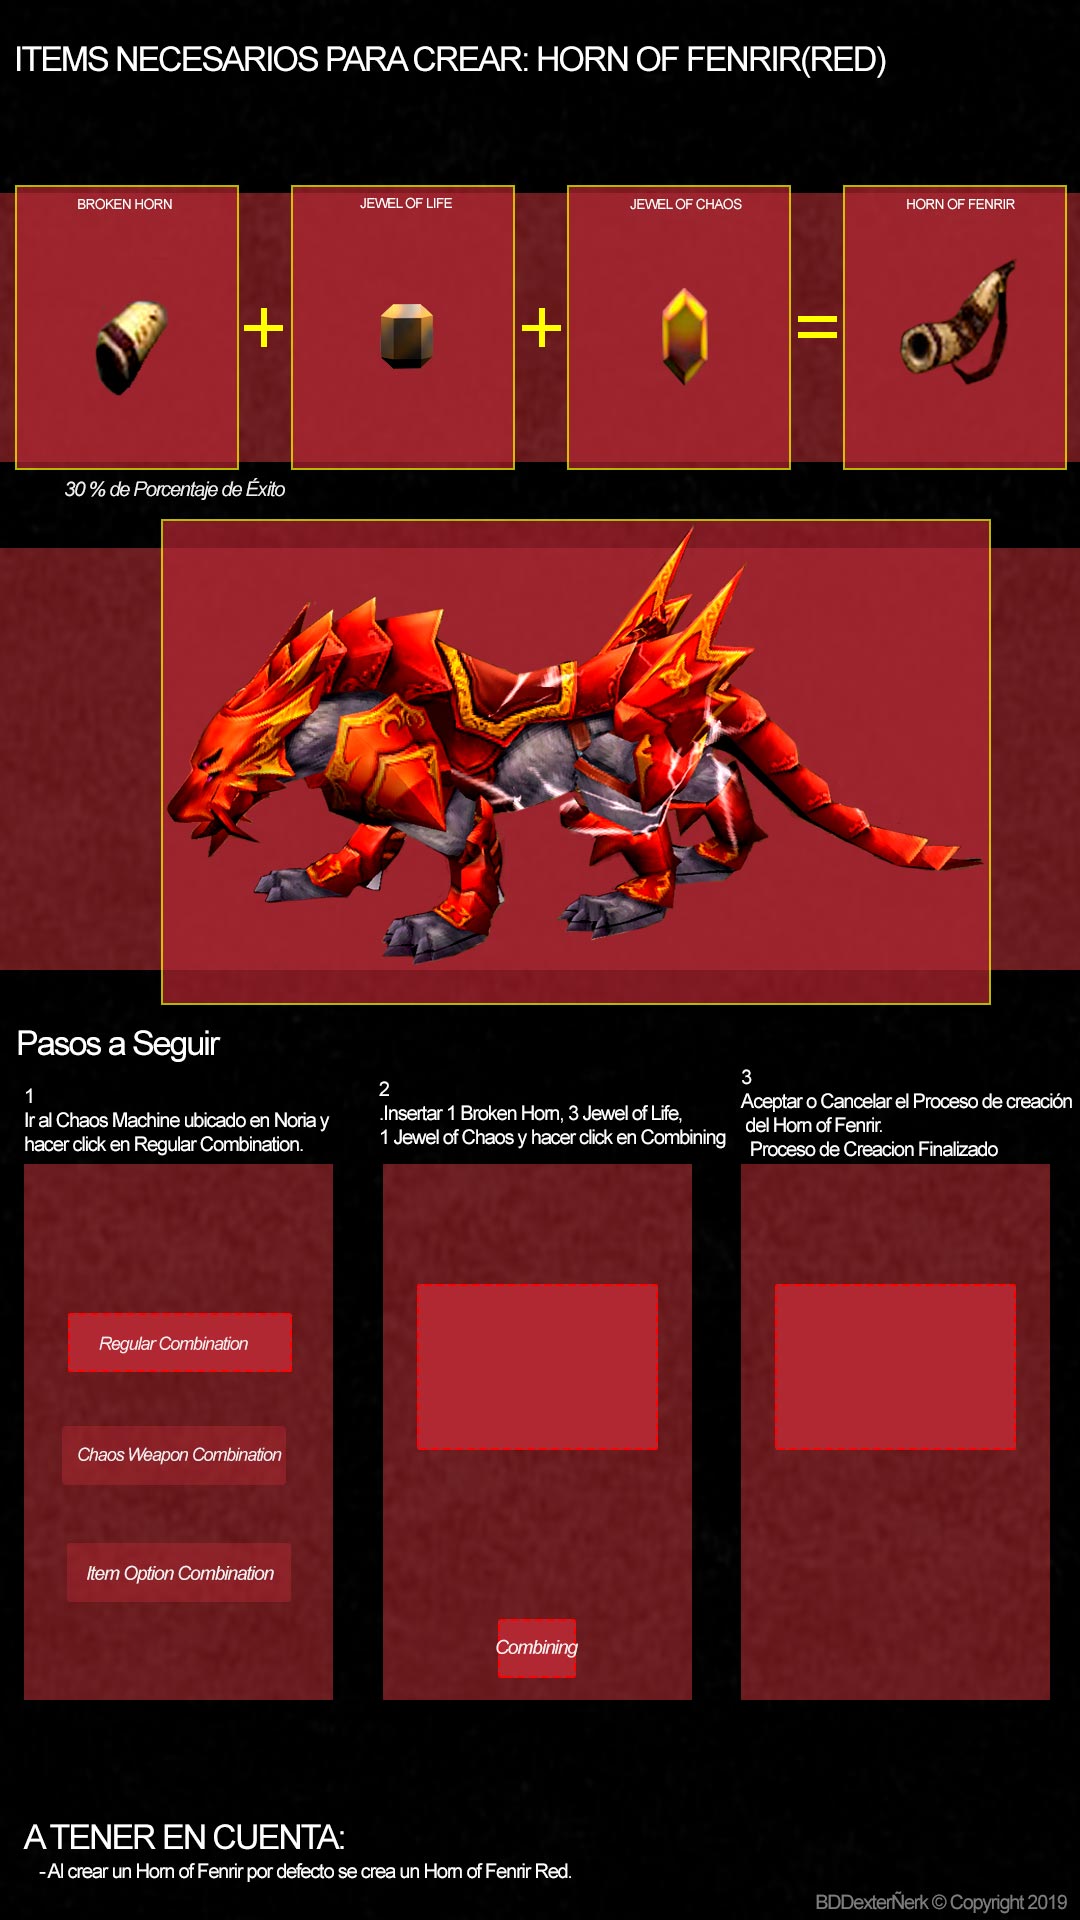 ITEMS NECESARIOS PARA CREAR: HORN OF FENRIR(RED)
BROKEN HORN
JEWEL OF LIFE
JEWEL OF CHAOS
HORN OF FENRIR
+
+
=
30 % de Porcentaje de Éxito
Pasos a Seguir
1
Ir al Chaos Machine ubicado en Noria y
hacer click en Regular Combination.
2
.Insertar 1 Broken Horn, 3 Jewel of Life,
1 Jewel of Chaos y hacer click en Combining
3
Aceptar o Cancelar el Proceso de creación
del Horn of Fenrir.
Proceso de Creacion Finalizado
Regular Combination
Chaos Weapon Combination
Item Option Combination
Combining
A TENER EN CUENTA:
- Al crear un Horn of Fenrir por defecto se crea un Horn of Fenrir Red.
BDDexterÑerk © Copyright 2019